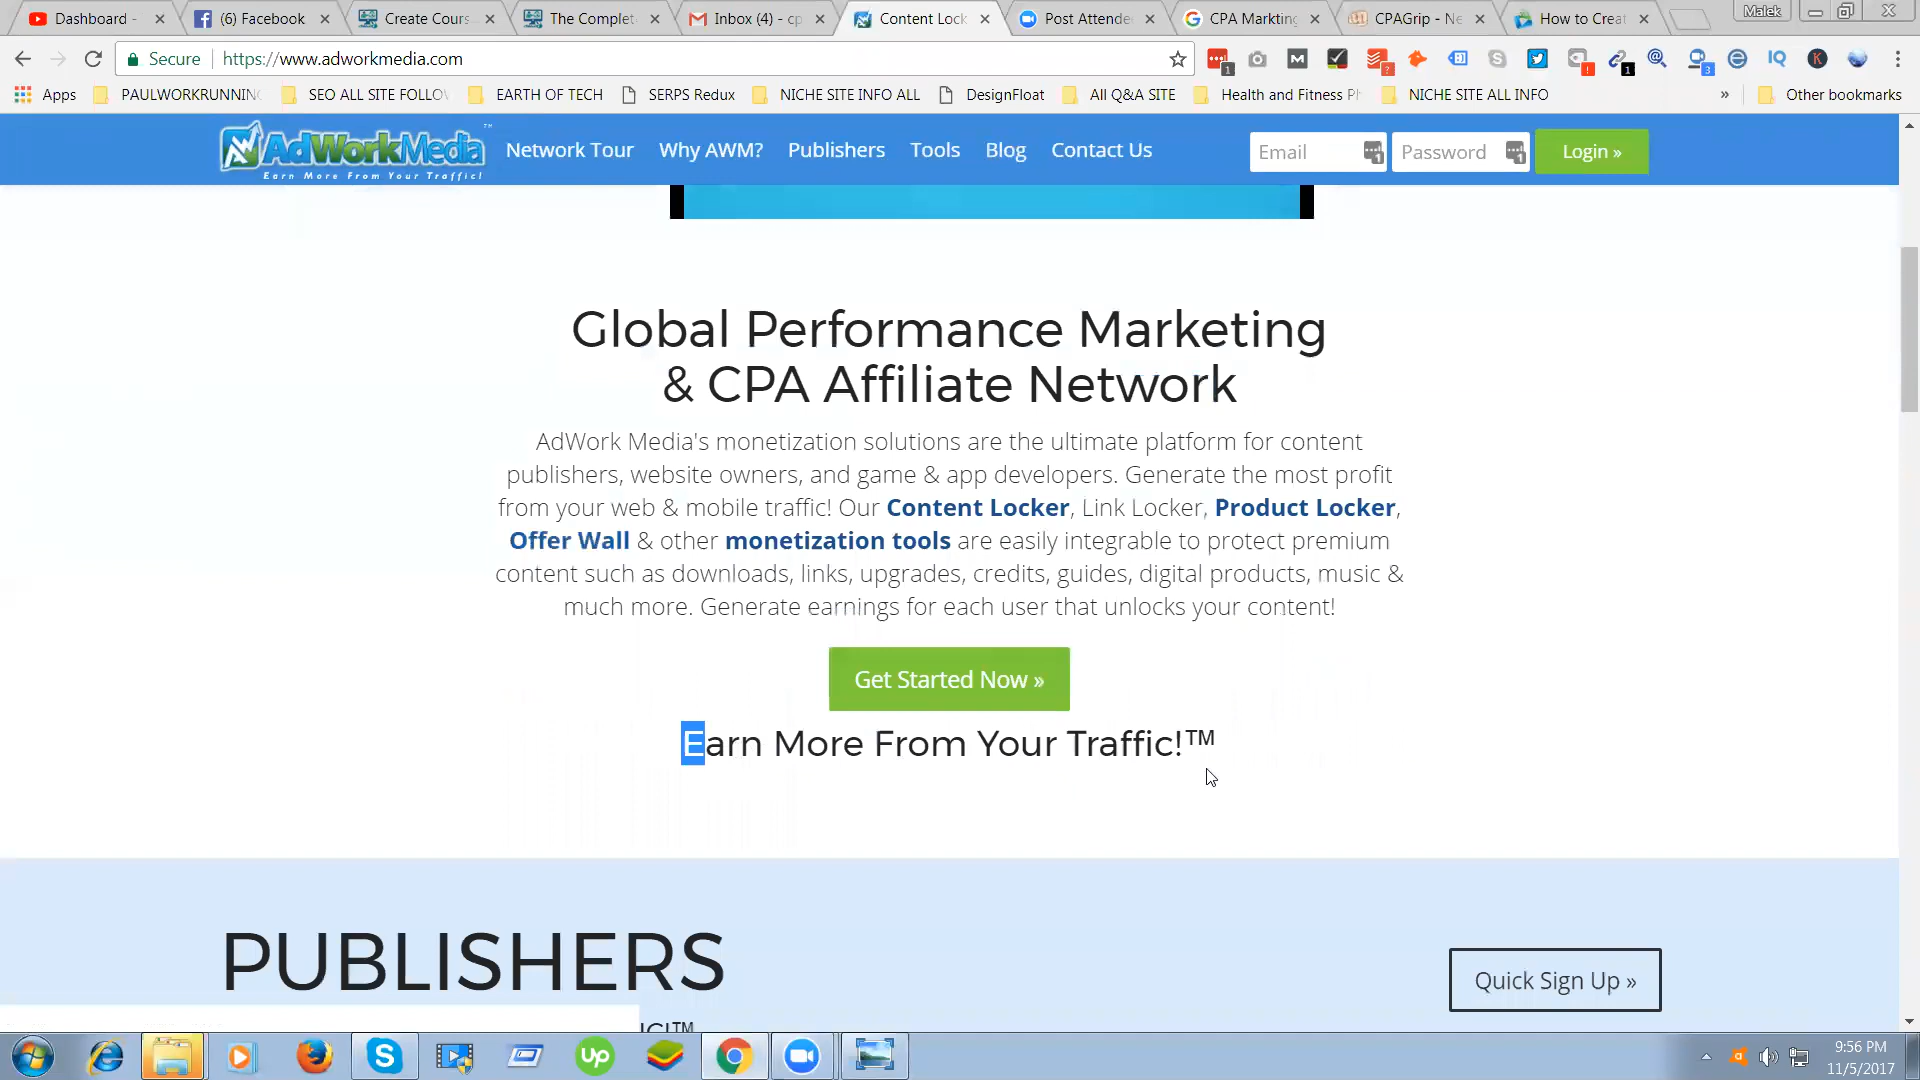 Dashboard - (6) Facebook Create Cours The Complet Inbox (4) - cp Content Lock Post Attende CPA Markting CPAGrip - Ne How to Creat Malek
Secure https://www.adworkmedia.com
Apps PAULWORKRUNNING SEO ALL SITE FOLLOV EARTH OF TECH SERPS Redux NICHE SITE INFO ALL DesignFloat All Q&A SITE Health and Fitness Pl NICHE SITE ALL INFO » Other bookmarks
AdWorkMedia™ Network Tour Why AWM? Publishers Tools Blog Contact Us Email Password Login »
Earn More From Your Traffic!
Global Performance Marketing
& CPA Affiliate Network
AdWork Media's monetization solutions are the ultimate platform for content
publishers, website owners, and game & app developers. Generate the most profit
from your web & mobile traffic! Our Content Locker, Link Locker, Product Locker,
Offer Wall & other monetization tools are easily integrable to protect premium
content such as downloads, links, upgrades, credits, guides, digital products, music &
much more. Generate earnings for each user that unlocks your content!
Get Started Now »
Earn More From Your Traffic!™
PUBLISHERS
Quick Sign Up »
9:56 PM
11/5/2017